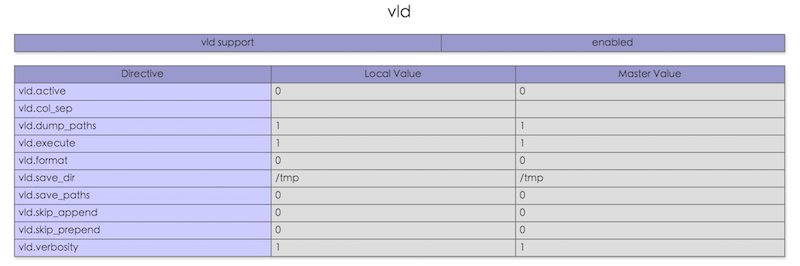 vld
vld support enabled
Directive Local Value Master Value
vld.active 0 0
vld.col_sep
vld.dump_paths 1 1
vld.execute 1 1
vld.format 0 0
vld.save_dir /tmp /tmp
vld.save_paths 0 0
vld.skip_append 0 0
vld.skip_prepend 0 0
vld.verbosity 1 1